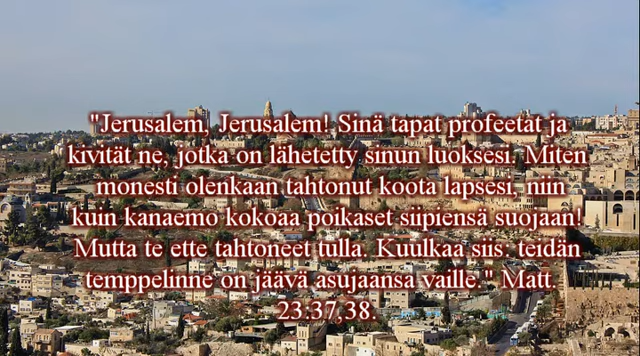 "Jerusalem, Jerusalem! Sinä tapat profeetat ja
kivität ne, jotka on lähetetty sinun luoksesi. Miten
monesti olenkaan tahtonut koota lapsesi, niin
kuin kanaemo kokoaa poikaset siipiensä suojaan!
Mutta te ette tahtoneet tulla. Kuulkaa siis: teidän
temppelinne on jäävä asujaansa vaille." Matt.
23:37,38.